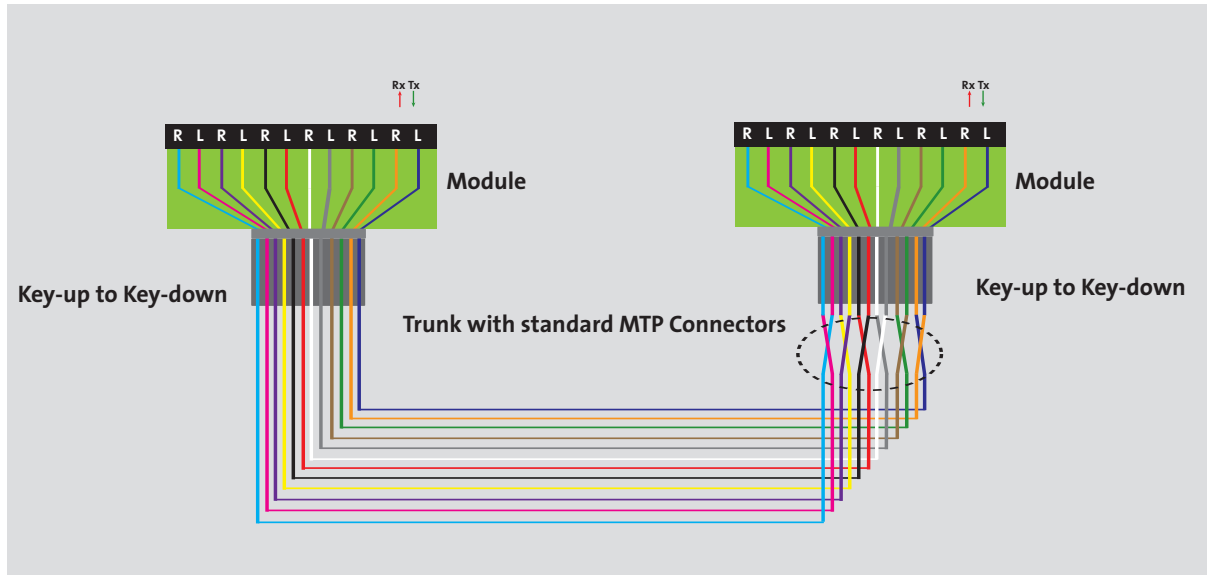 Rx Tx
Rx Tx
R L R L R L R L R L R L
R L R L R L R L R L R L
Module
Module
Key-up to Key-down
Key-up to Key-down
Trunk with standard MTP Connectors